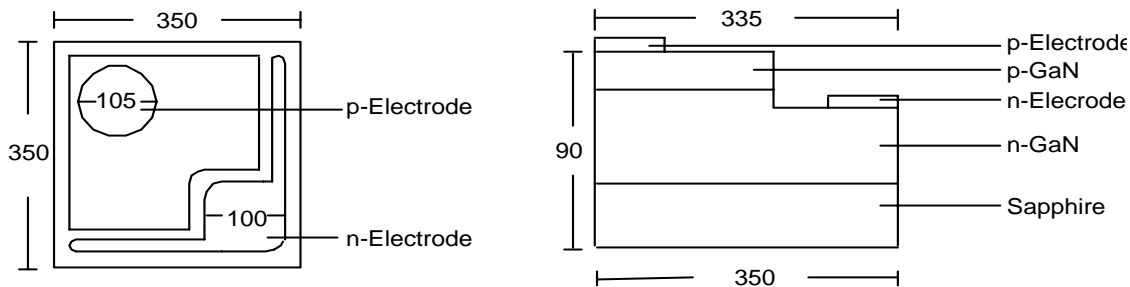 350
350
105
p-Electrode
100
n-Electrode
335
90
p-Electrode
p-GaN
n-Elecrode
n-GaN
Sapphire
350